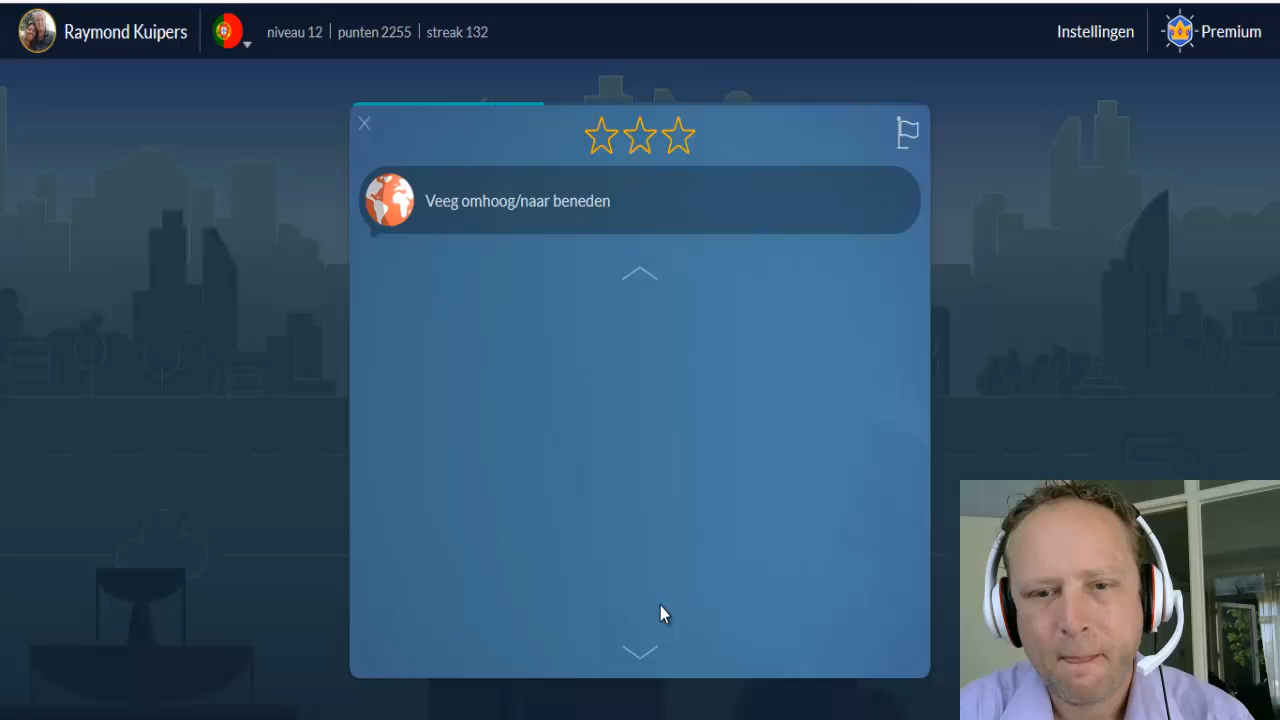 Raymond Kuipers
niveau 12 | punten 2255 | streak 132
Instellingen
Premium
Veeg omhoog/naar beneden